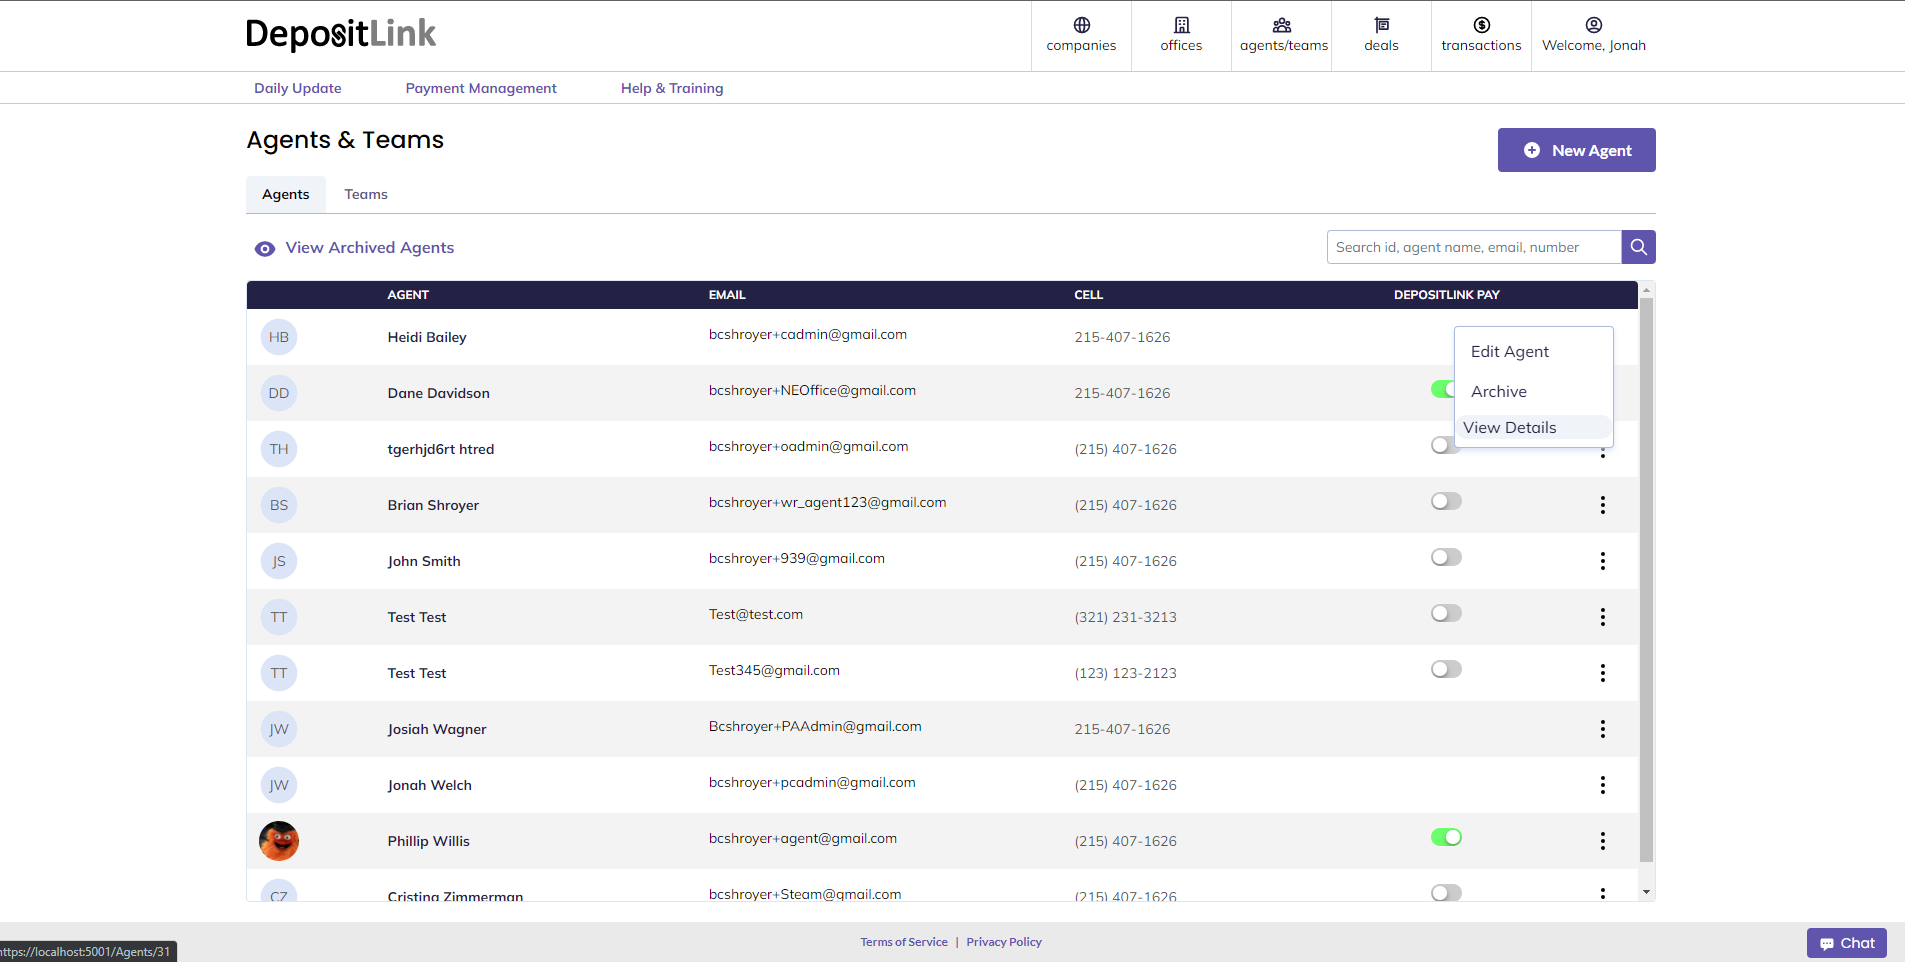 DepositLink
companies
offices
agents/teams
deals
transactions
Welcome, Jonah
Daily Update
Payment Management
Help & Training
Agents & Teams
New Agent
Agents
Teams
View Archived Agents
Search id, agent name, email, number
AGENT EMAIL CELL DEPOSITLINK PAY
HB Heidi Bailey bcshroyer+cadmin@gmail.com 215-407-1626
Edit Agent
DD Dane Davidson bcshroyer+NEOffice@gmail.com 215-407-1626
Archive
View Details
TH tgerhjd6rt htred bcshroyer+oadmin@gmail.com (215) 407-1626
BS Brian Shroyer bcshroyer+wr_agent123@gmail.com (215) 407-1626
JS John Smith bcshroyer+939@gmail.com (215) 407-1626
TT Test Test Test@test.com (321) 231-3213
TT Test Test Test345@gmail.com (123) 123-2123
JW Josiah Wagner Bcshroyer+PAAdmin@gmail.com 215-407-1626
JW Jonah Welch bcshroyer+pcadmin@gmail.com (215) 407-1626
Phillip Willis bcshroyer+agent@gmail.com (215) 407-1626
CZ Cristina Zimmerman bcshroyer+Steam@gmail.com (215) 407-1626
Terms of Service | Privacy Policy
https://localhost:5001/Agents/31
Chat